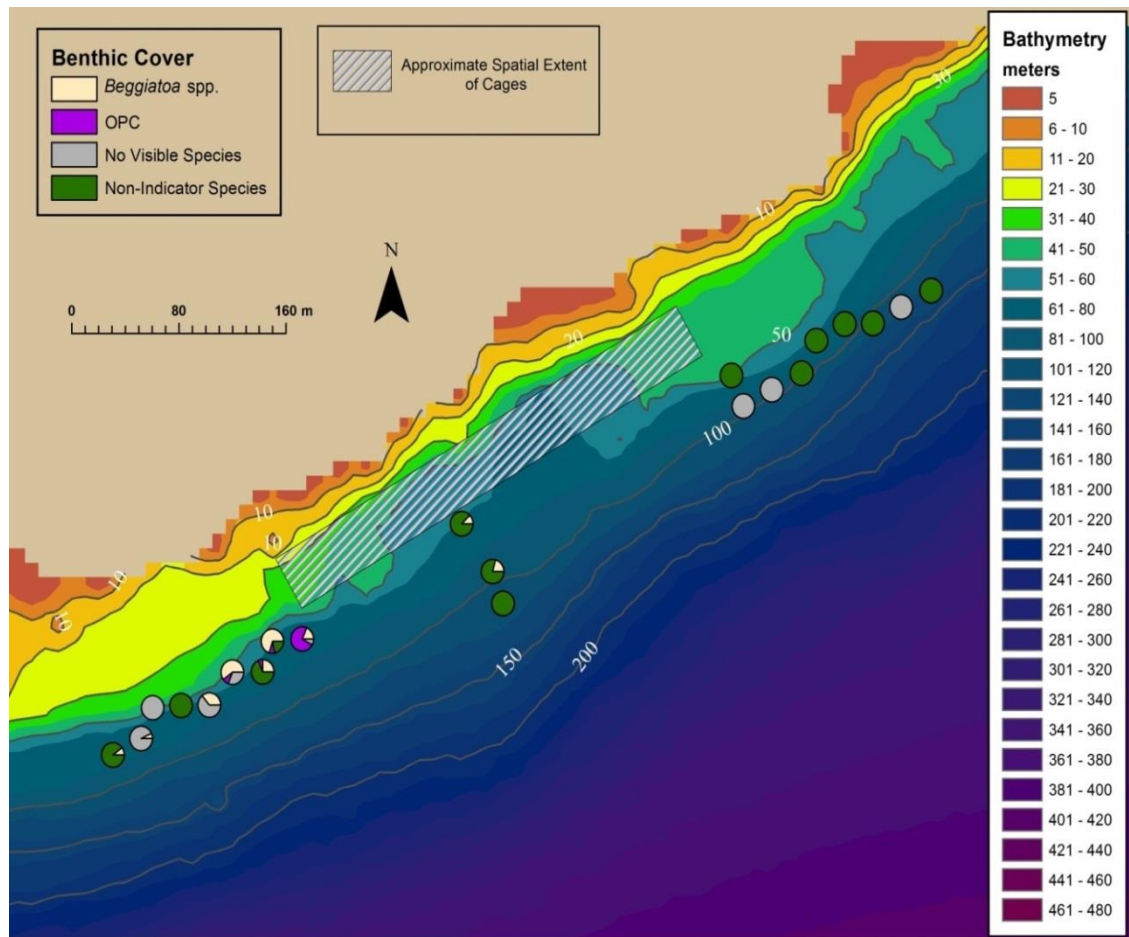 Benthic Cover
Beggiatoa spp.
OPC
No Visible Species
Non-Indicator Species
Approximate Spatial Extent
of Cages
N
0 80 160 m
Bathymetry
meters
5
6 - 10
11 - 20
21 - 30
31 - 40
41 - 50
51 - 60
61 - 80
81 - 100
101 - 120
121 - 140
141 - 160
161 - 180
181 - 200
201 - 220
221 - 240
241 - 260
261 - 280
281 - 300
301 - 320
321 - 340
341 - 360
361 - 380
381 - 400
401 - 420
421 - 440
441 - 460
461 - 480
30
10
20
50
100
10
10
10
10
150
200